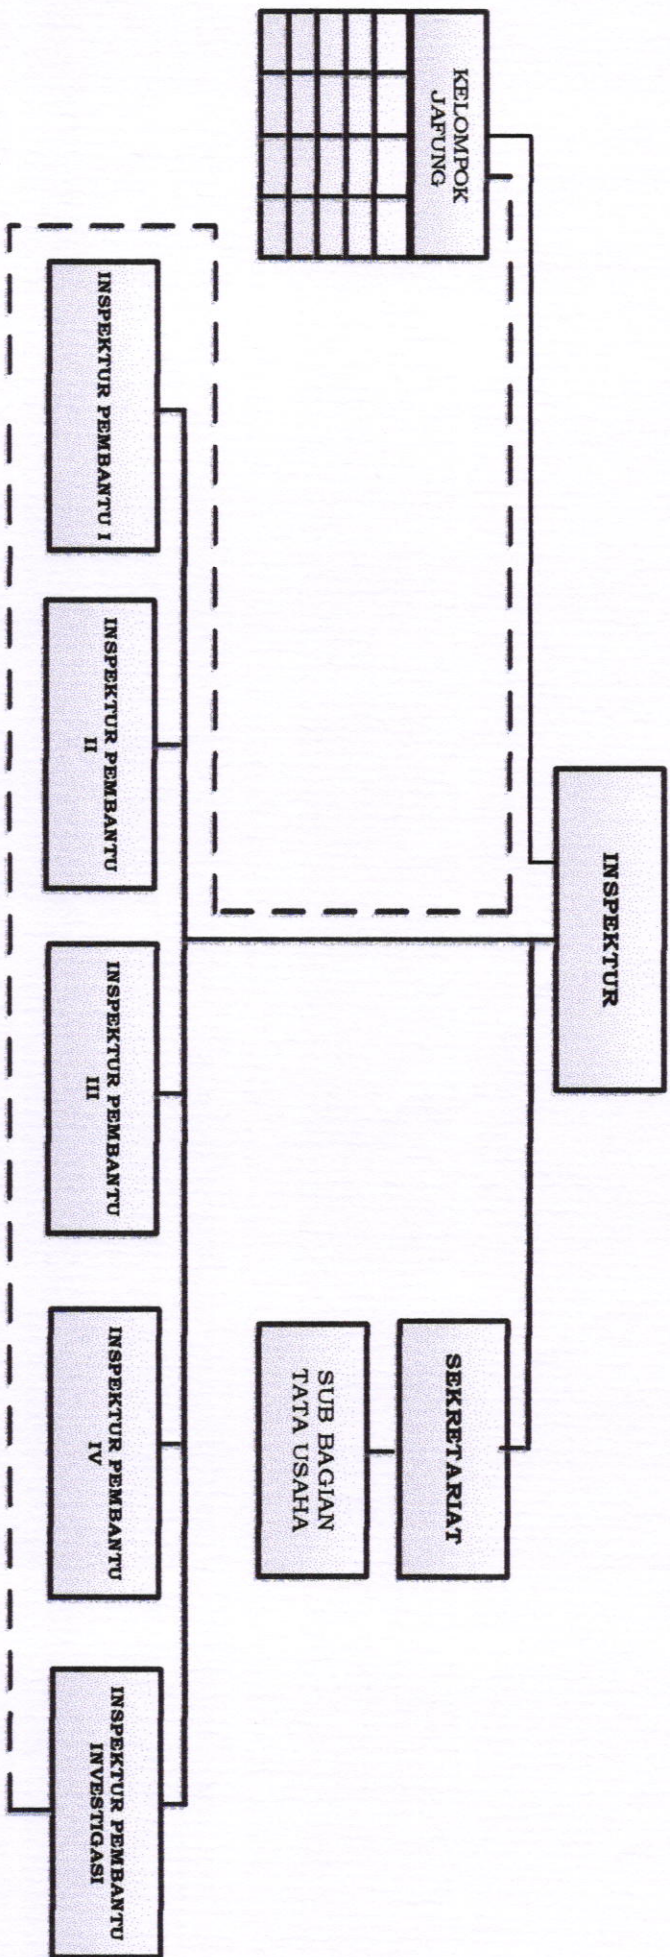 INSPEKTUR
KELOMPOK
JAFUNG
SEKRETARIAT
SUB BAGIAN
TATA USAHA
INSPEKTUR PEMBANTU I
INSPEKTUR PEMBANTU
II
INSPEKTUR PEMBANTU
III
INSPEKTUR PEMBANTU
IV
INSPEKTUR PEMBANTU
INVESTIGASI